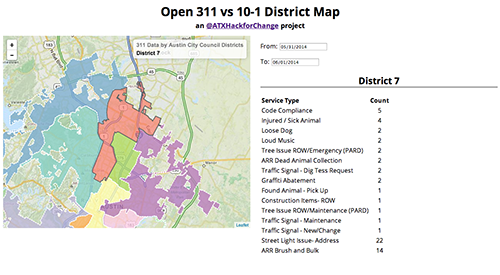 Open 311 vs 10-1 District Map
an @ATXHackforChange project
+
-
311 Data by Austin City Council Districts
District 7
AUSTIN
Leaflet
From: 05/31/2014
To: 06/01/2014
District 7
Service Type Count
Code Compliance 5
Injured / Sick Animal 4
Loose Dog 2
Loud Music 2
Tree Issue ROW/Emergency (PARD) 2
ARR Dead Animal Collection 2
Traffic Signal - Dig Tess Request 2
Graffiti Abatement 2
Found Animal - Pick Up 1
Construction Items- ROW 1
Tree Issue ROW/Maintenance (PARD) 1
Traffic Signal - Maintenance 1
Traffic Signal - New/Change 1
Street Light Issue- Address 22
ARR Brush and Bulk 14